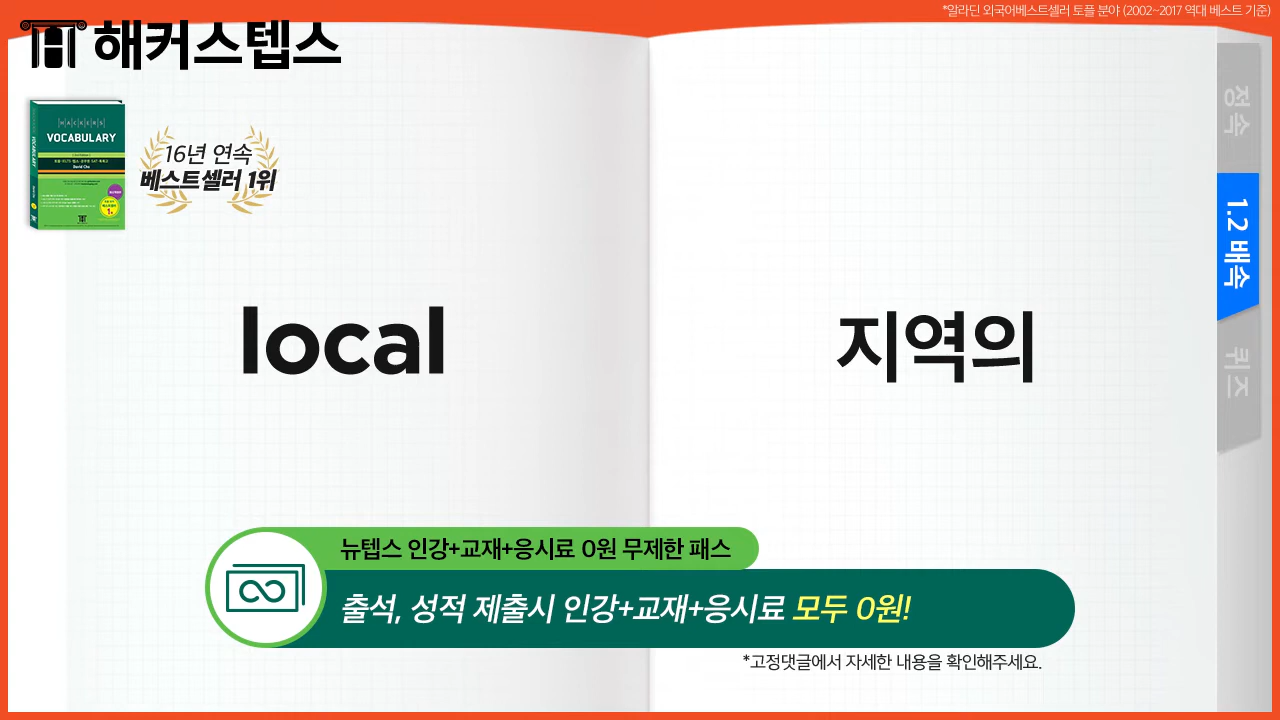 *알라딘 외국어베스트셀러 토플 분야 (2002~2017 역대 베스트 기준)
해커스텝스
HACKERS
VOCABULARY
David Cho
16년 연속
베스트셀러 1위
정속
1.2 배속
퀴즈
local
지역의
뉴텝스 인강+교재+응시료 0원 무제한 패스
출석, 성적 제출시 인강+교재+응시료 모두 0원!
*고정댓글에서 자세한 내용을 확인해주세요.